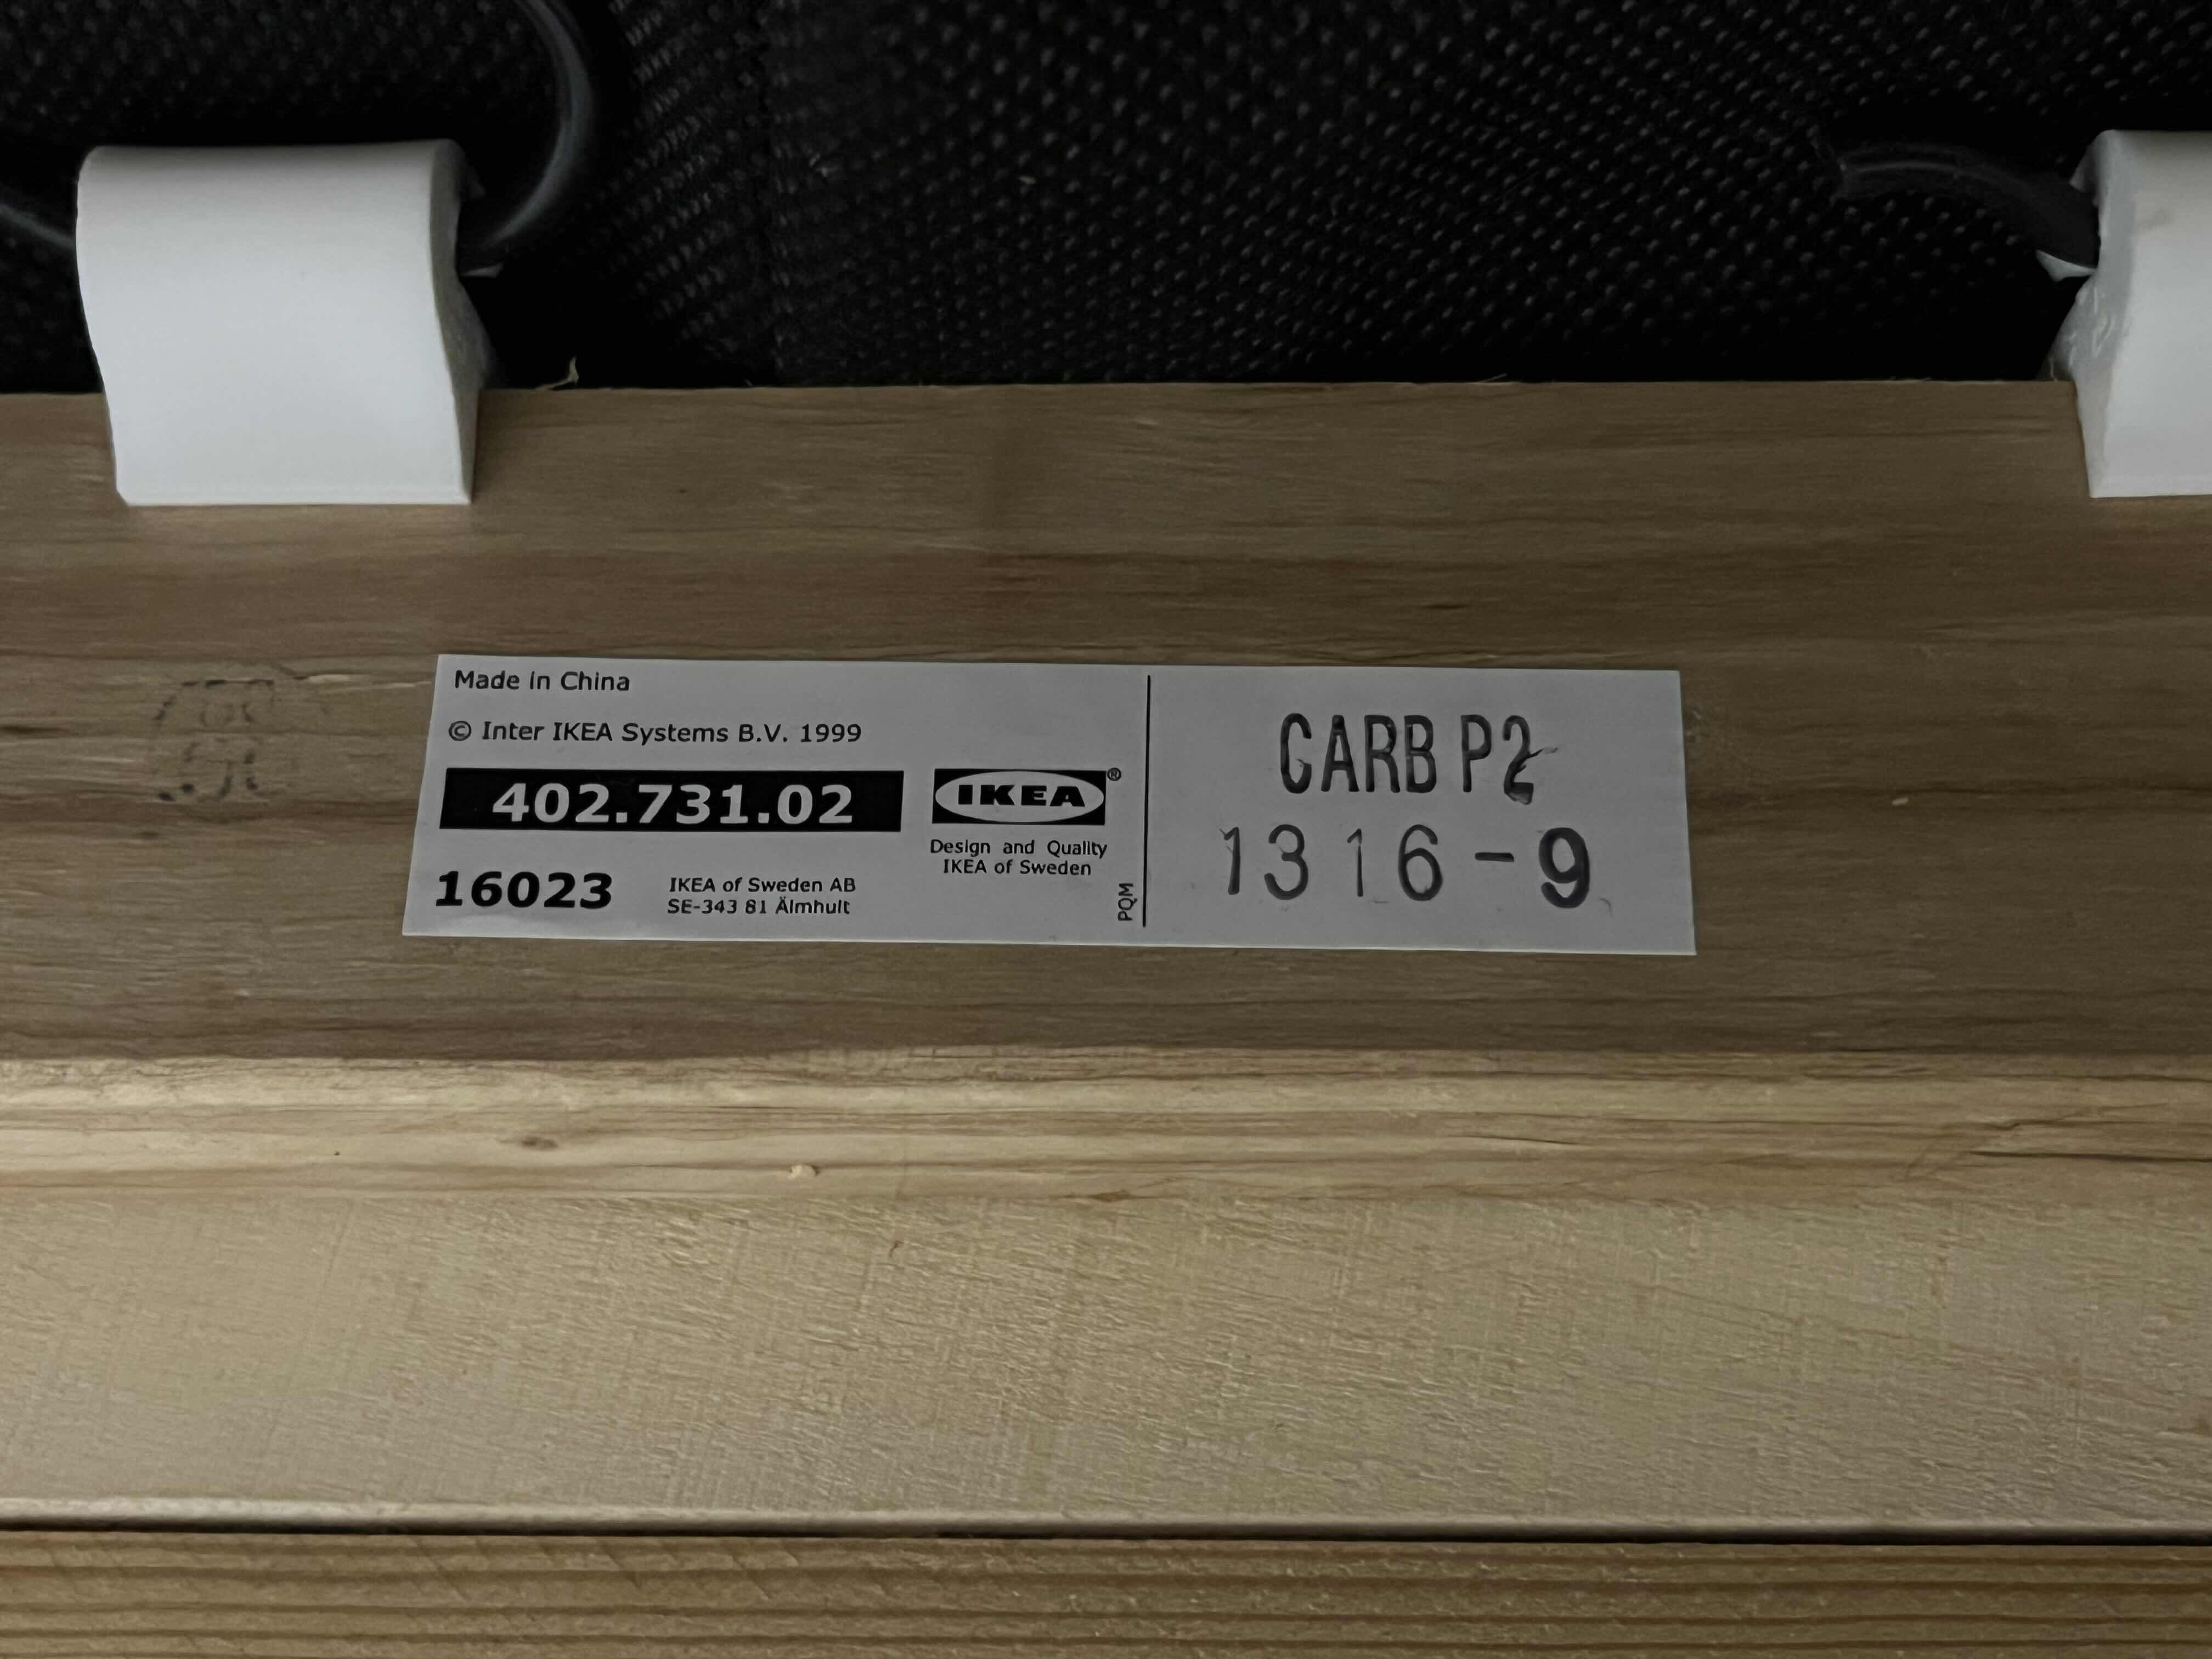 Made in China
© Inter IKEA Systems B.V. 1999
402.731.02
IKEA®
Design and Quality
IKEA of Sweden
16023
IKEA of Sweden AB
SE-343 81 Älmhult
PQM
CARB P2
1316-9